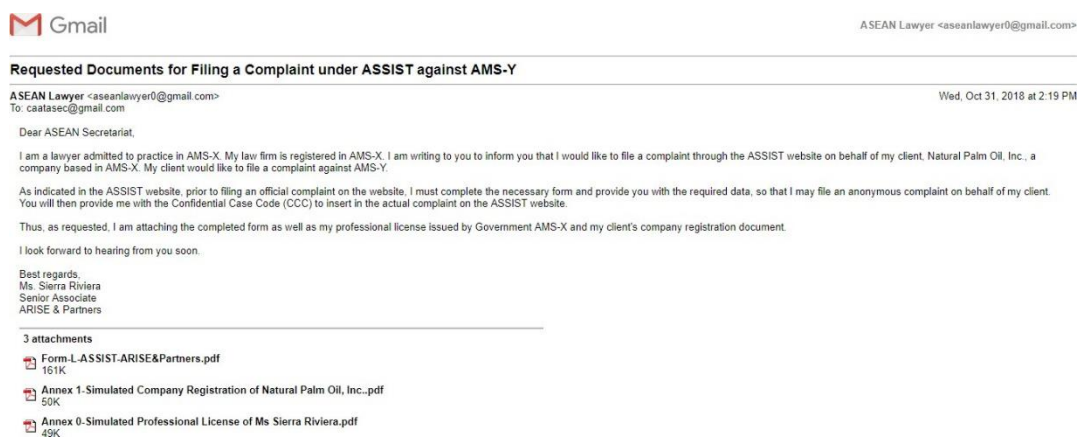 Gmail
ASEAN Lawyer <aseanlawyer0@gmail.com>
Requested Documents for Filing a Complaint under ASSIST against AMS-Y
ASEAN Lawyer <aseanlawyer0@gmail.com>
Wed, Oct 31, 2018 at 2:19 PM
To: caatasec@gmail.com
Dear ASEAN Secretariat,
I am a lawyer admitted to practice in AMS-X. My law firm is registered in AMS-X. I am writing to you to inform you that I would like to file a complaint through the ASSIST website on behalf of my client, Natural Palm Oil, Inc., a
company based in AMS-X. My client would like to file a complaint against AMS-Y.
As indicated in the ASSIST website, prior to filing an official complaint on the website, I must complete the necessary form and provide you with the required data, so that I may file an anonymous complaint on behalf of my client.
You will then provide me with the Confidential Case Code (CCC) to insert in the actual complaint on the ASSIST website.
Thus, as requested, I am attaching the completed form as well as my professional license issued by Government AMS-X and my client's company registration document.
I look forward to hearing from you soon.
Best regards,
Ms. Sierra Riviera
Senior Associate
ARISE & Partners
3 attachments
Form-L-ASSIST-ARISE&Partners.pdf
161K
Annex 1-Simulated Company Registration of Natural Palm Oil, Inc..pdf
50K
Annex 0-Simulated Professional License of Ms Sierra Riviera.pdf
49K